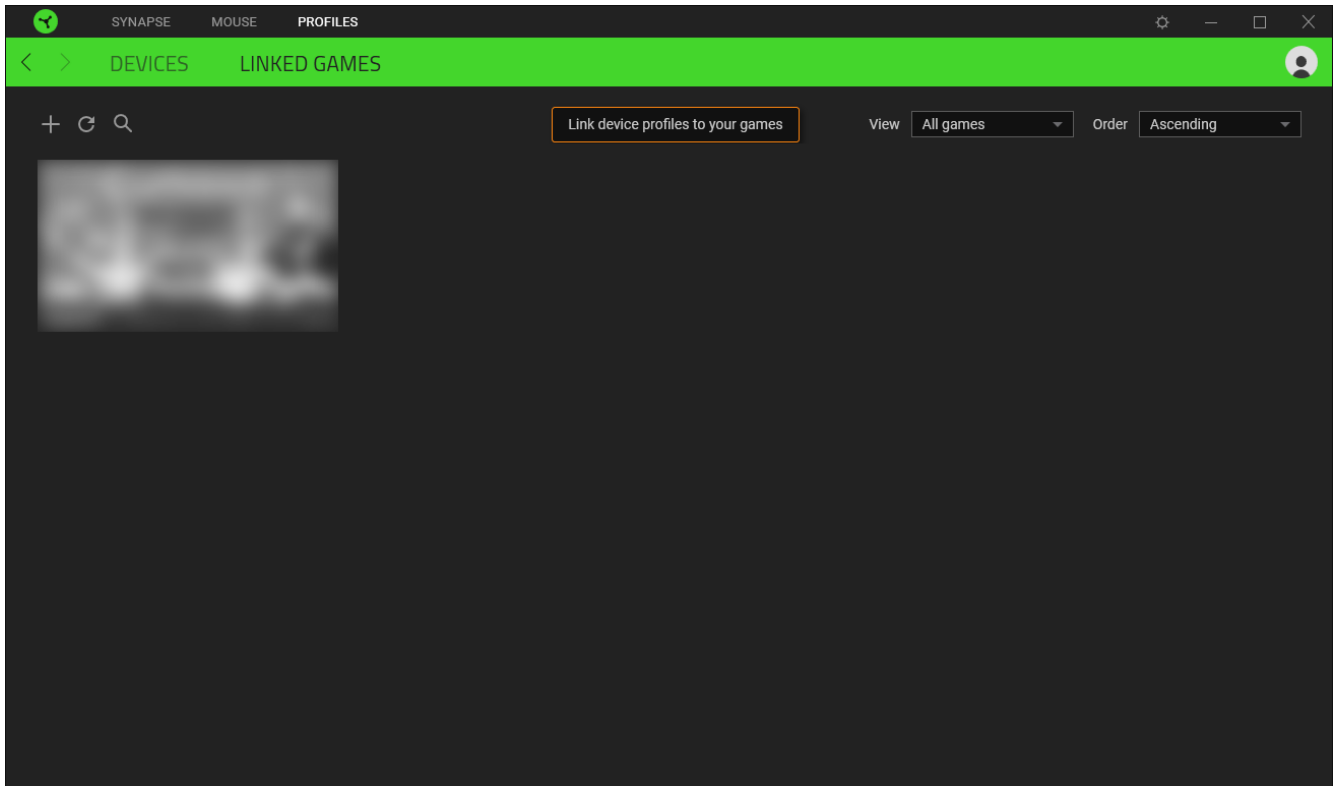 SYNAPSE MOUSE PROFILES
DEVICES LINKED GAMES
Link device profiles to your games View All games Order Ascending